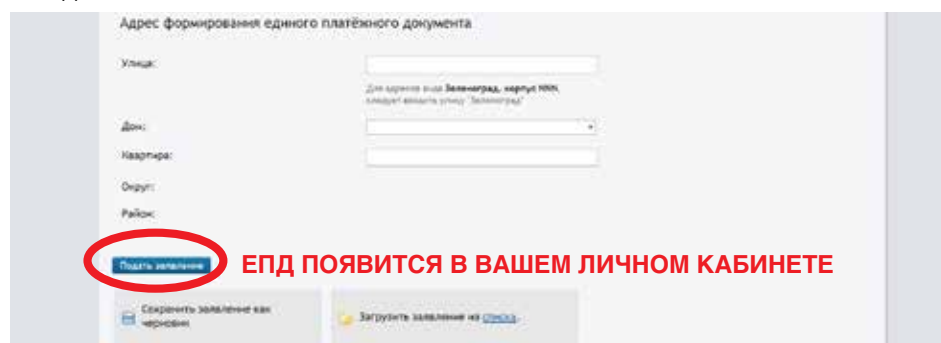 Адрес формирования единого платёжного документа
Улица:
Для адресов вида Зеленоград, корпус NNN,
следует вводить улицу "Зеленоград"
Дом:
Квартира:
Округ:
Район:
Подать заявление
ЕПД ПОЯВИТСЯ В ВАШЕМ ЛИЧНОМ КАБИНЕТЕ
Сохранить заявление как
черновик
Загрузить заявление из списка.